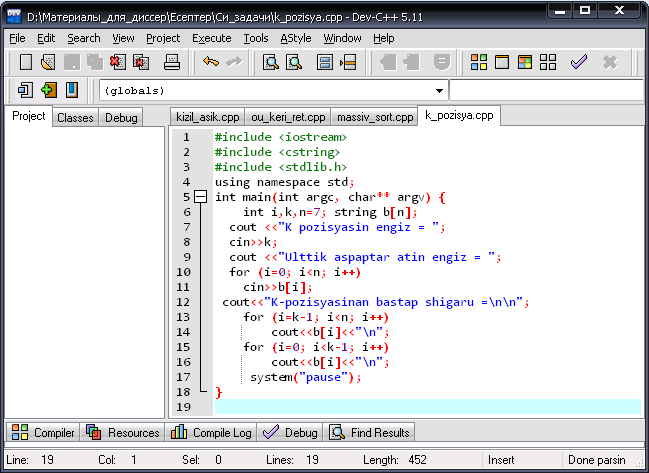 D:\Материалы_для_диссер\Есептер\Си_задачи\k_pozisya.cpp - Dev-C++ 5.11
File Edit Search View Project Execute Tools AStyle Window Help
(globals)
Project Classes Debug
kizil_asik.cpp ou_keri_ret.cpp massiv_sort.cpp k_pozisya.cpp
1 #include <iostream>
2 #include <cstring>
3 #include <stdlib.h>
4 using namespace std;
5 int main(int argc, char** argv) {
6 int i,k,n=7; string b[n];
7 cout <<"K pozisyasin engiz = ";
8 cin>>k;
9 cout <<"Ulttik aspaptar atin engiz = ";
10 for (i=0; i<n; i++)
11 cin>>b[i];
12 cout<<"K-pozisyasinan bastap shigaru =\n\n";
13 for (i=k-1; i<n; i++)
14 cout<<b[i]<<"\n";
15 for (i=0; i<k-1; i++)
16 cout<<b[i]<<"\n";
17 system("pause");
18 }
19
Compiler Resources Compile Log Debug Find Results
Line: 19 Col: 1 Sel: 0 Lines: 19 Length: 452 Insert Done parsin